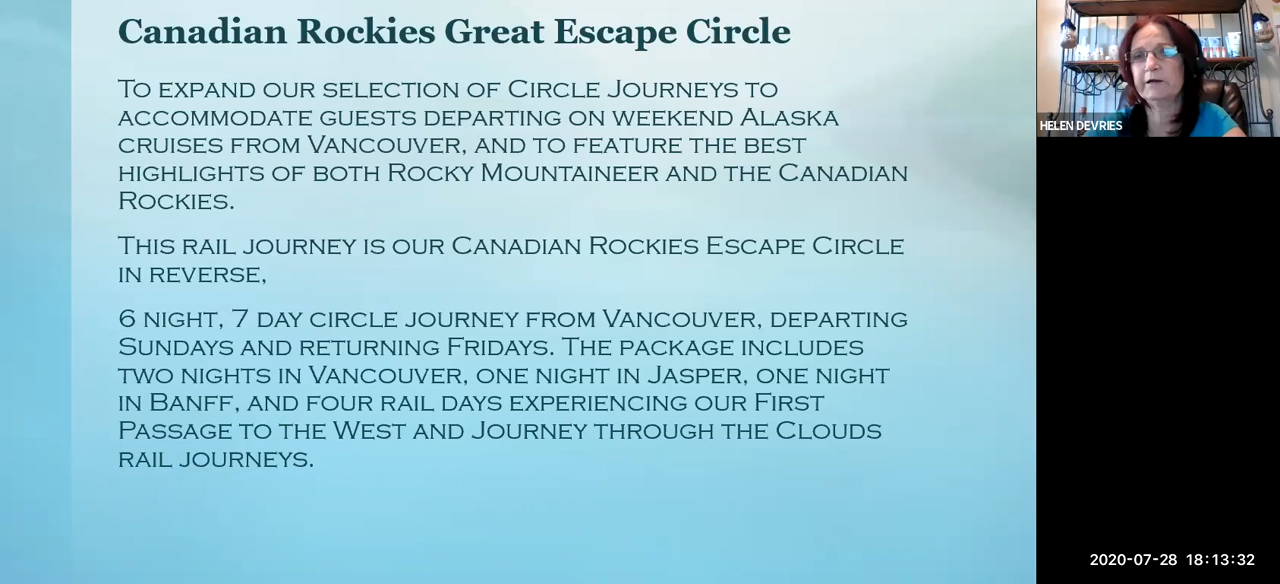 Canadian Rockies Great Escape Circle
To expand our selection of Circle Journeys to
accommodate guests departing on weekend Alaska
cruises from Vancouver, and to feature the best
highlights of both Rocky Mountaineer and the Canadian
Rockies.
This rail journey is our Canadian Rockies Escape Circle
in reverse,
6 night, 7 day circle journey from Vancouver, departing
Sundays and returning Fridays. The package includes
two nights in Vancouver, one night in Jasper, one night
in Banff, and four rail days experiencing our First
Passage to the West and Journey through the Clouds
rail journeys.
HELEN DEVRIES
2020-07-28 18:13:32